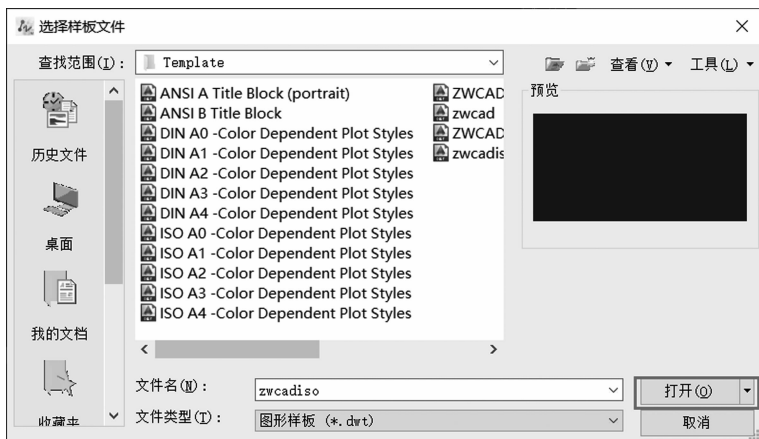 选择样板文件
查找范围(I):
Template
查看(V)
工具(L)
历史文件
桌面
我的文档
收藏夹
ANSI A Title Block (portrait)
ANSI B Title Block
DIN A0 -Color Dependent Plot Styles
DIN A1 -Color Dependent Plot Styles
DIN A2 -Color Dependent Plot Styles
DIN A3 -Color Dependent Plot Styles
DIN A4 -Color Dependent Plot Styles
ISO A0 -Color Dependent Plot Styles
ISO A1 -Color Dependent Plot Styles
ISO A2 -Color Dependent Plot Styles
ISO A3 -Color Dependent Plot Styles
ISO A4 -Color Dependent Plot Styles
ZWCAD
zwcad
ZWCAD
zwcadis
预览
文件名(N):
zwcadiso
打开(O)
文件类型(T):
图形样板 (*.dwt)
取消